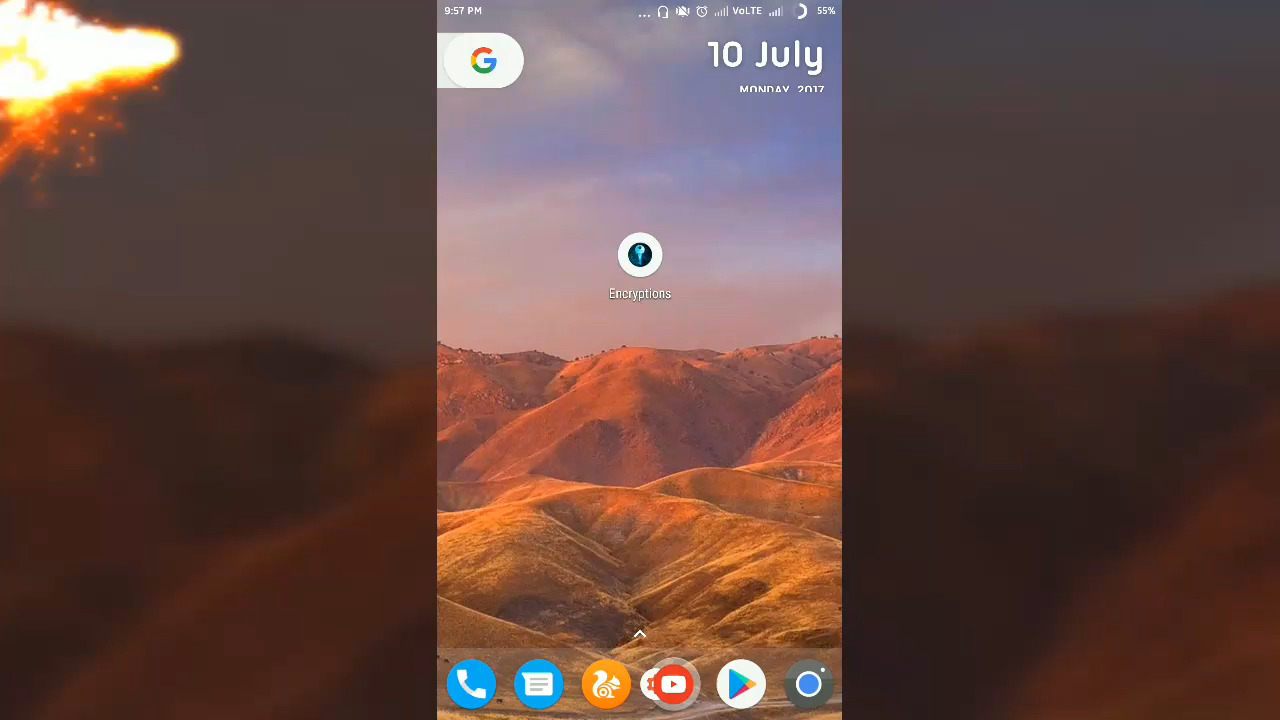 9:57 PM
VoLTE
55%
G
10 July
MONDAY, 2017
Encryptions